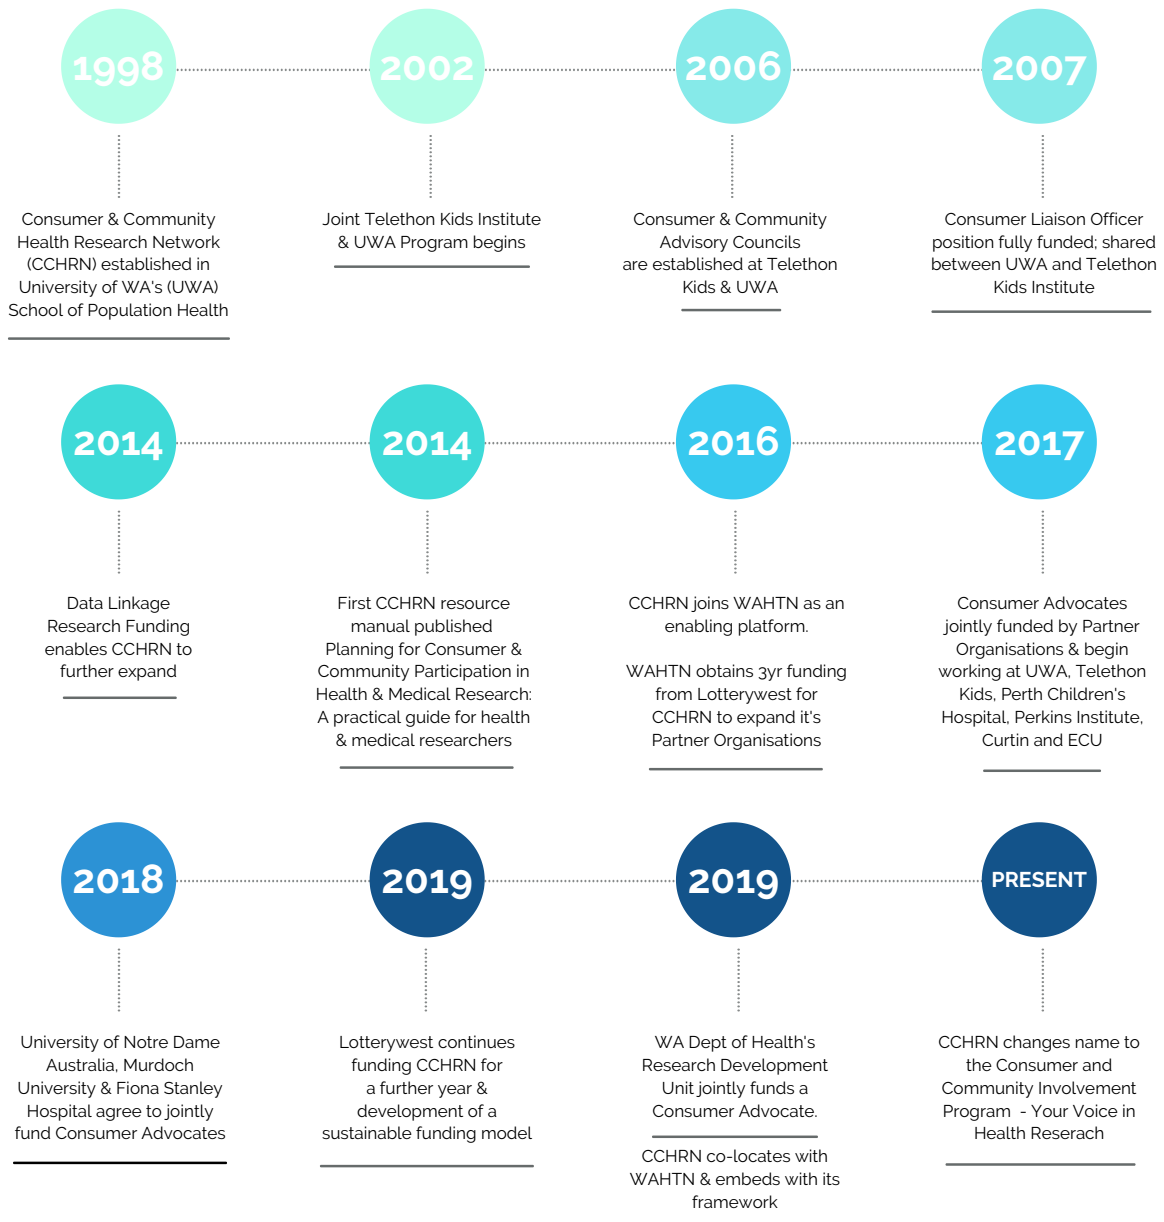 1998
2002
2006
2007
Consumer & Community
Health Research Network
(CCHRN) established in
University of WA's (UWA)
School of Population Health
Joint Telethon Kids Institute
& UWA Program begins
Consumer & Community
Advisory Councils
are established at Telethon
Kids & UWA
Consumer Liaison Officer
position fully funded; shared
between UWA and Telethon
Kids Institute
2014
2014
2016
2017
Data Linkage
Research Funding
enables CCHRN to
further expand
First CCHRN resource
manual published
Planning for Consumer &
Community Participation in
Health & Medical Research:
A practical guide for health
& medical researchers
CCHRN joins WAHTN as an
enabling platform.
WAHTN obtains 3yr funding
from Lotterywest for
CCHRN to expand it's
Partner Organisations
Consumer Advocates
jointly funded by Partner
Organisations & begin
working at UWA, Telethon
Kids, Perth Children's
Hospital, Perkins Institute,
Curtin and ECU
2018
2019
2019
PRESENT
University of Notre Dame
Australia, Murdoch
University & Fiona Stanley
Hospital agree to jointly
fund Consumer Advocates
Lotterywest continues
funding CCHRN for
a further year &
development of a
sustainable funding model
WA Dept of Health's
Research Development
Unit jointly funds a
Consumer Advocate.
CCHRN co-locates with
WAHTN & embeds with its
framework
CCHRN changes name to
the Consumer and
Community Involvement
Program - Your Voice in
Health Reserach